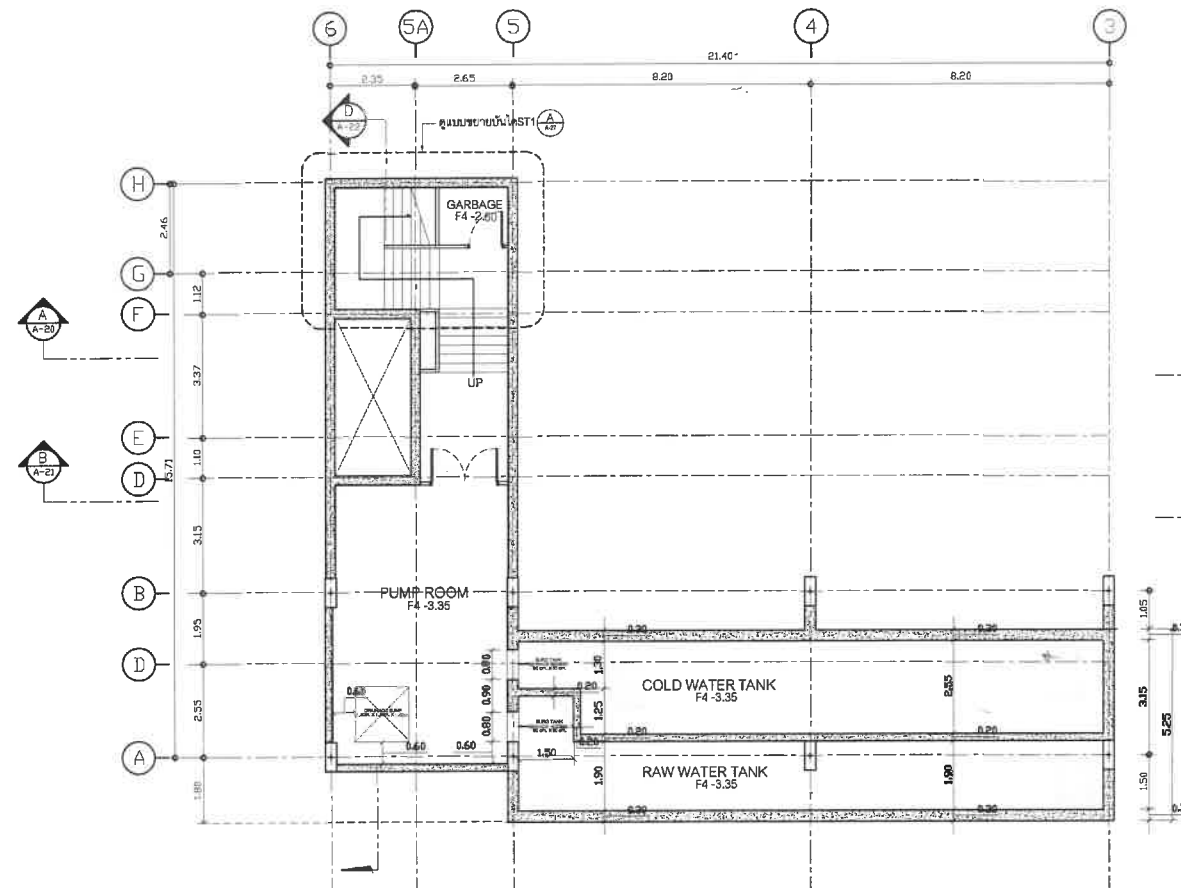 6
5A
5
4
3
21.40
2.35
2.65
8.20
8.20
D
A-22
ดูแบบขยายบันไดST1
A
A-27
H
GARBAGE
F4 -2.60
2.46
G
1.12
F
A
A-20
3.37
UP
E
B
A-21
1.10
D
3.15
B
PUMP ROOM
F4 -3.35
1.05
1.95
0.20
0.20
D
0.80
1.30
0.20
COLD WATER TANK
F4 -3.35
2.55
3.15
5.25
2.55
0.60
0.90
1.25
0.80
0.20
0.20
0.20
A
0.60
0.60
1.50
1.90
RAW WATER TANK
F4 -3.35
1.90
1.50
1.80
0.20
0.20